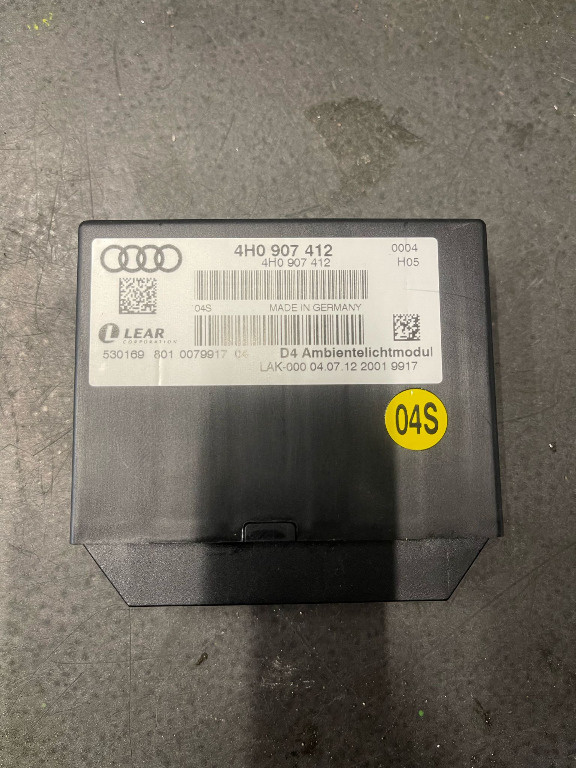 4H0 907 412
4H0 907 412
0004
H05
04S
MADE IN GERMANY
LEAR
CORPORATION
530169 801 0079917 04
D4 Ambientelichtmodul
LAK-000 04.07.12 2001 9917
04S